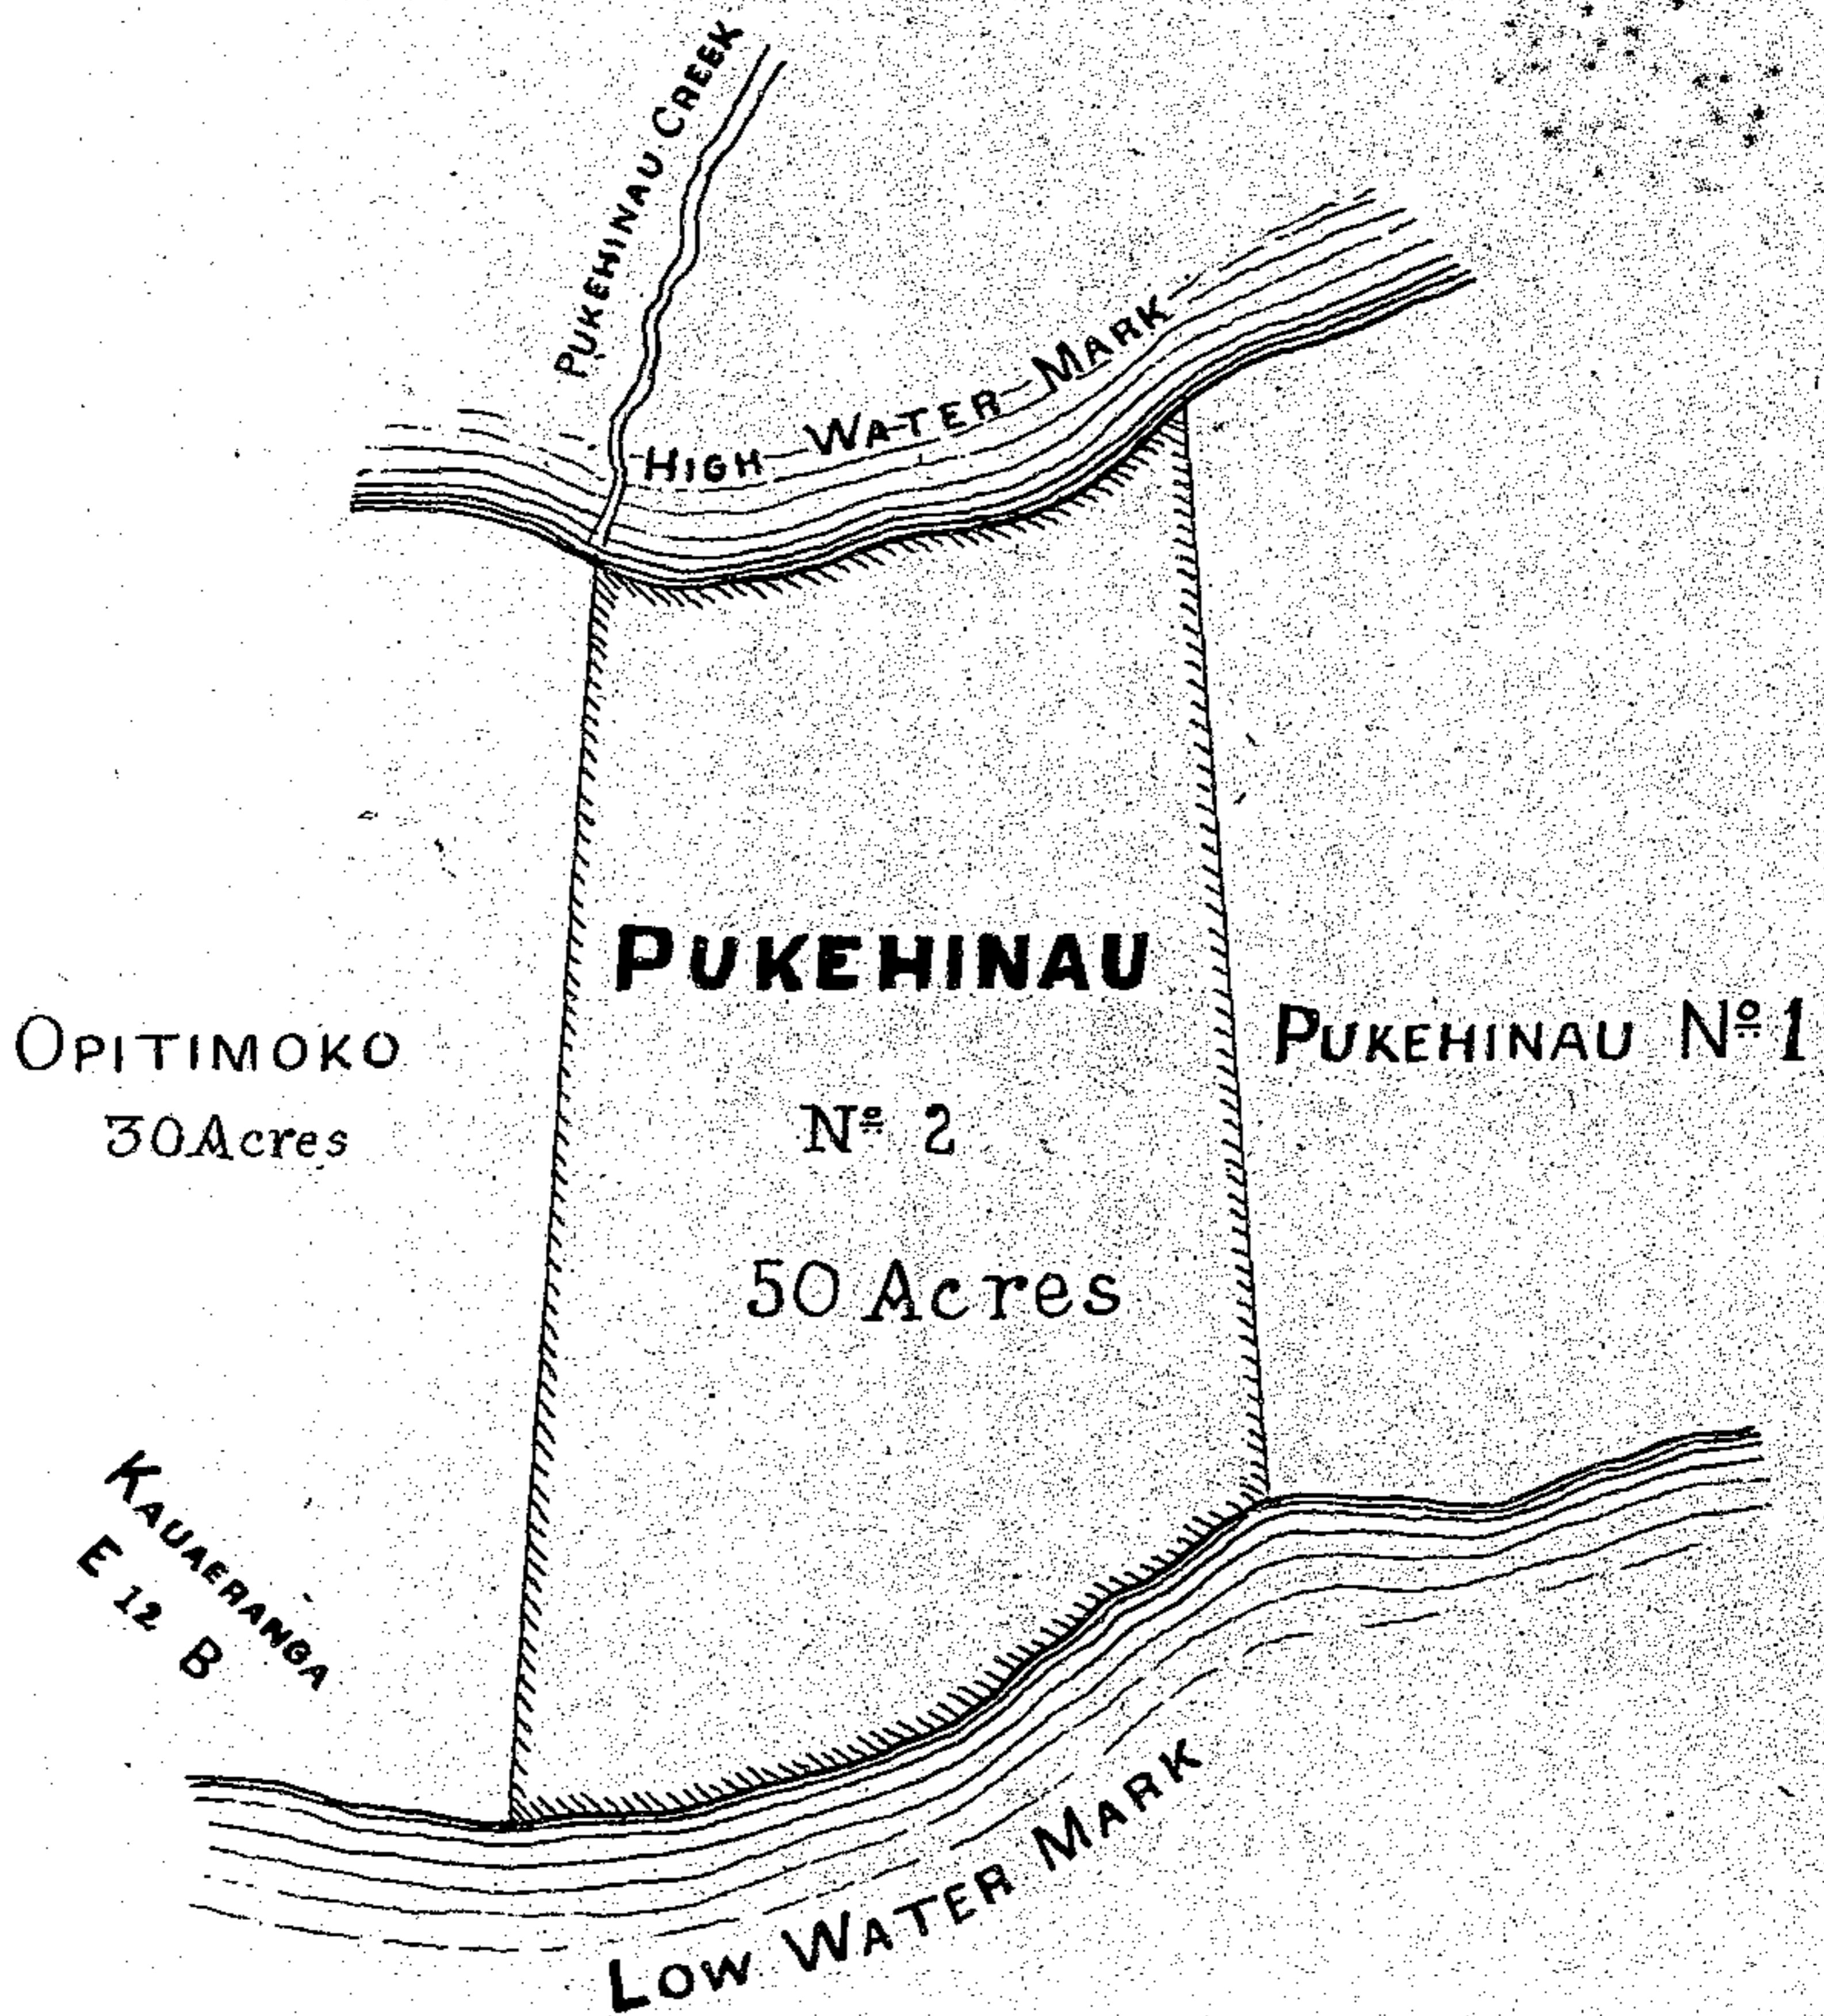 PUKEHINAU CREEK
HIGH WATER MARK
PUKEHINAU
Nº 2
50 Acres
OPITIMOKO
30 Acres
PUKEHINAU Nº 1
KAUAERANGA
E 12 B
LOW WATER MARK